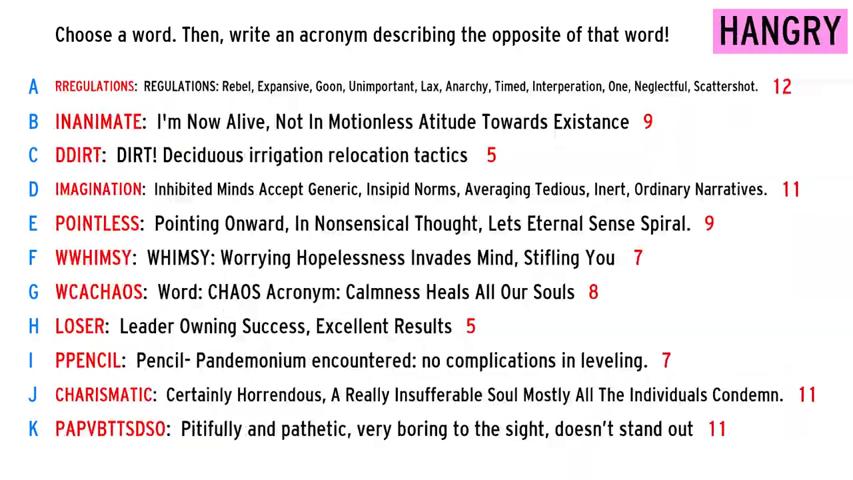 Choose a word. Then, write an acronym describing the opposite of that word! HANGRY
A RREGULATIONS: REGULATIONS: Rebel, Expansive, Goon, Unimportant, Lax, Anarchy, Timed, Interperation, One, Neglectful, Scattershot. 12
B INANIMATE: I'm Now Alive, Not In Motionless Atitude Towards Existance 9
C DDIRT: DIRT! Deciduous irrigation relocation tactics 5
D IMAGINATION: Inhibited Minds Accept Generic, Insipid Norms, Averaging Tedious, Inert, Ordinary Narratives. 11
E POINTLESS: Pointing Onward, In Nonsensical Thought, Lets Eternal Sense Spiral. 9
F WWHIMSY: WHIMSY: Worrying Hopelessness Invades Mind, Stifling You 7
G WCACHAOS: Word: CHAOS Acronym: Calmness Heals All Our Souls 8
H LOSER: Leader Owning Success, Excellent Results 5
I PPENCIL: Pencil- Pandemonium encountered: no complications in leveling. 7
J CHARISMATIC: Certainly Horrendous, A Really Insufferable Soul Mostly All The Individuals Condemn. 11
K PAPVBTTSDSO: Pitifully and pathetic, very boring to the sight, doesn't stand out 11